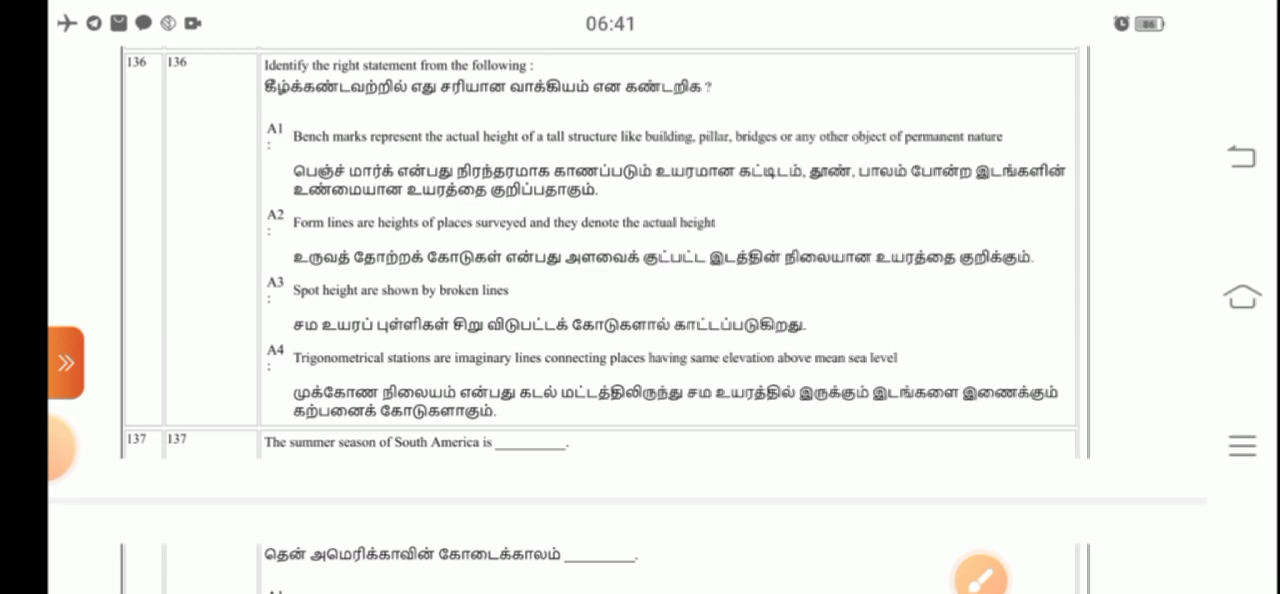 06:41
86
136 136 Identify the right statement from the following :
கீழ்க்கண்டவற்றில் எது சரியான வாக்கியம் என கண்டறிக ?
A1 : Bench marks represent the actual height of a tall structure like building, pillar, bridges or any other object of permanent nature
பெஞ்ச் மார்க் என்பது நிரந்தரமாக காணப்படும் உயரமான கட்டிடம், தூண், பாலம் போன்ற இடங்களின்
உண்மையான உயரத்தை குறிப்பதாகும்.
A2 : Form lines are heights of places surveyed and they denote the actual height
உருவத் தோற்றக் கோடுகள் என்பது அளவைக் குட்பட்ட இடத்தின் நிலையான உயரத்தை குறிக்கும்.
A3 : Spot height are shown by broken lines
சம உயரப் புள்ளிகள் சிறு விடுபட்டக் கோடுகளால் காட்டப்படுகிறது.
A4 : Trigonometrical stations are imaginary lines connecting places having same elevation above mean sea level
முக்கோண நிலையம் என்பது கடல் மட்டத்திலிருந்து சம உயரத்தில் இருக்கும் இடங்களை இணைக்கும்
கற்பனைக் கோடுகளாகும்.
137 137 The summer season of South America is __________.
தென் அமெரிக்காவின் கோடைக்காலம் __________.